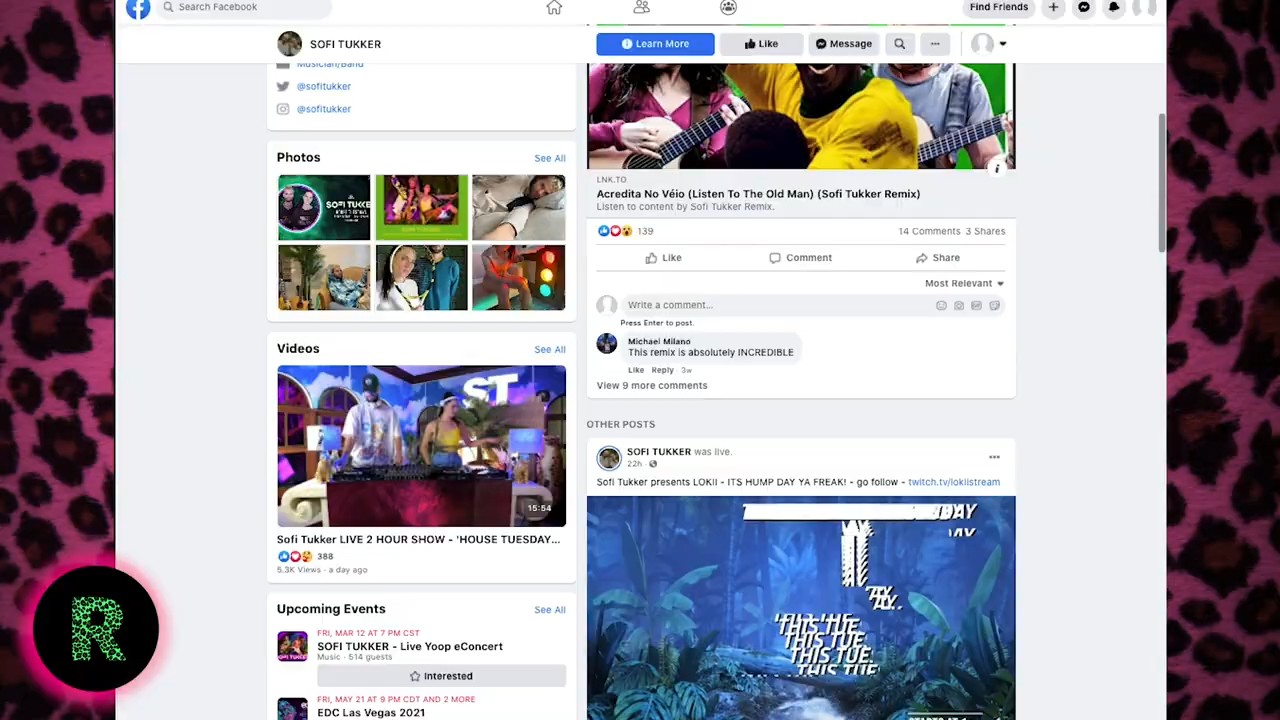 Search Facebook
Find Friends
SOFI TUKKER
Learn More
Like
Message
Musician/Band
@sofitukker
@sofitukker
Photos
See All
SOFI TUKKER
Videos
See All
ST
15:54
Sofi Tukker LIVE 2 HOUR SHOW - 'HOUSE TUESDAY...
388
5.3K Views · a day ago
Upcoming Events
See All
FRI, MAR 12 AT 7 PM CST
SOFI TUKKER - Live Yoop eConcert
Music · 514 guests
Interested
FRI, MAY 21 AT 9 PM CDT AND 2 MORE
EDC Las Vegas 2021
LNK.TO
Acredita No Véio (Listen To The Old Man) (Sofi Tukker Remix)
Listen to content by Sofi Tukker Remix.
139
14 Comments 3 Shares
Like
Comment
Share
Most Relevant
Write a comment...
Press Enter to post.
Michael Milano
This remix is absolutely INCREDIBLE
Like Reply 3w
View 9 more comments
OTHER POSTS
SOFI TUKKER was live.
22h
Sofi Tukker presents LOKII - ITS HUMP DAY YA FREAK! - go follow - twitch.tv/lokiistream
THIS TUE
THIS TUE
R